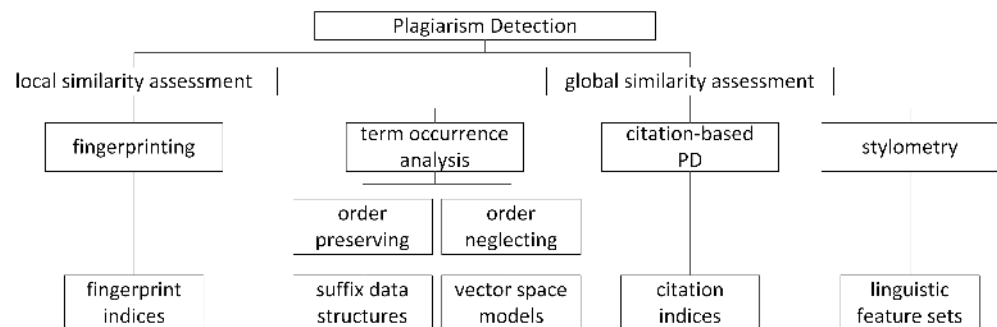 Plagiarism Detection
local similarity assessment
global similarity assessment
fingerprinting
term occurrence
analysis
citation-based
PD
stylometry
order
preserving
order
neglecting
fingerprint
indices
suffix data
structures
vector space
models
citation
indices
linguistic
feature sets